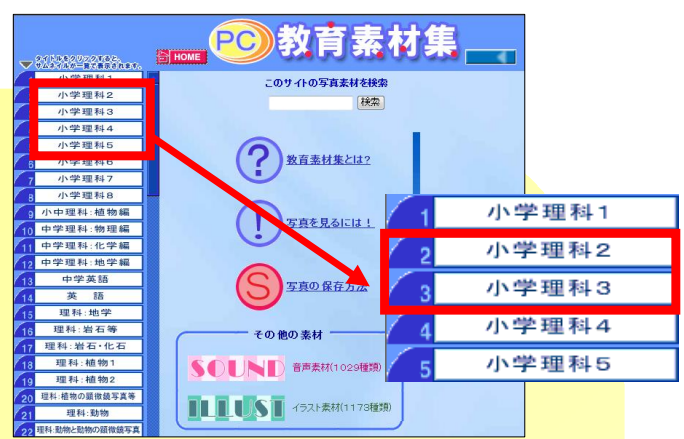 PC教育素材集
タイトルをクリックすると、
サムネイルが一覧で表示されます。
HOME
小学理科1
小学理科2
小学理科3
小学理科4
小学理科5
6 小学理科6
7 小学理科7
8 小学理科8
9 小中理科:植物編
10 中学理科:物理編
11 中学理科:化学編
12 中学理科:地学編
13 中学英語
14 英 語
15 理科:地学
16 理科:岩石等
17 理科:岩石・化石
18 理科:植物1
19 理科:植物2
20 理科:植物の顕微鏡写真等
21 理科:動物
22 理科:動物と動物の顕微鏡写真
このサイトの写真素材を検索
検索
? 教育素材集とは?
! 写真を見るには!
S 写真の保存方法
その他の素材
SOUND 音声素材(1029種類)
ILLUST イラスト素材(1173種類)
1 小学理科1
2 小学理科2
3 小学理科3
4 小学理科4
5 小学理科5